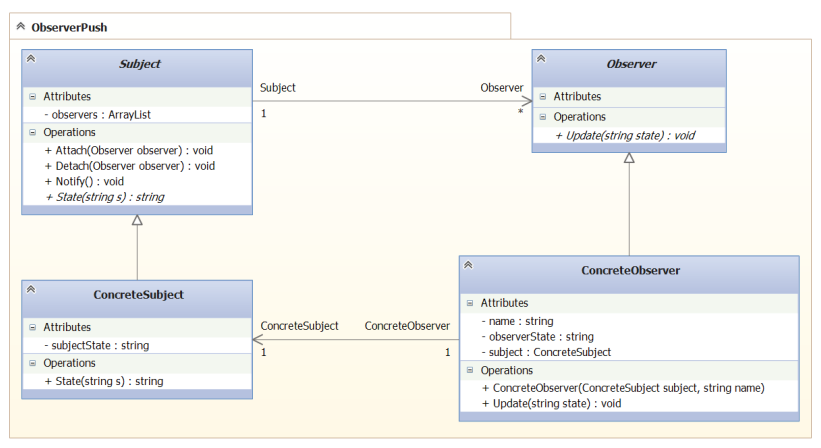 ObserverPush
Subject
Attributes
- observers : ArrayList
Operations
+ Attach(Observer observer) : void
+ Detach(Observer observer) : void
+ Notify() : void
+ State(string s) : string
Subject
Observer
1
*
Observer
Attributes
Operations
+ Update(string state) : void
ConcreteSubject
Attributes
- subjectState : string
Operations
+ State(string s) : string
ConcreteSubject
ConcreteObserver
1
1
ConcreteObserver
Attributes
- name : string
- observerState : string
- subject : ConcreteSubject
Operations
+ ConcreteObserver(ConcreteSubject subject, string name)
+ Update(string state) : void